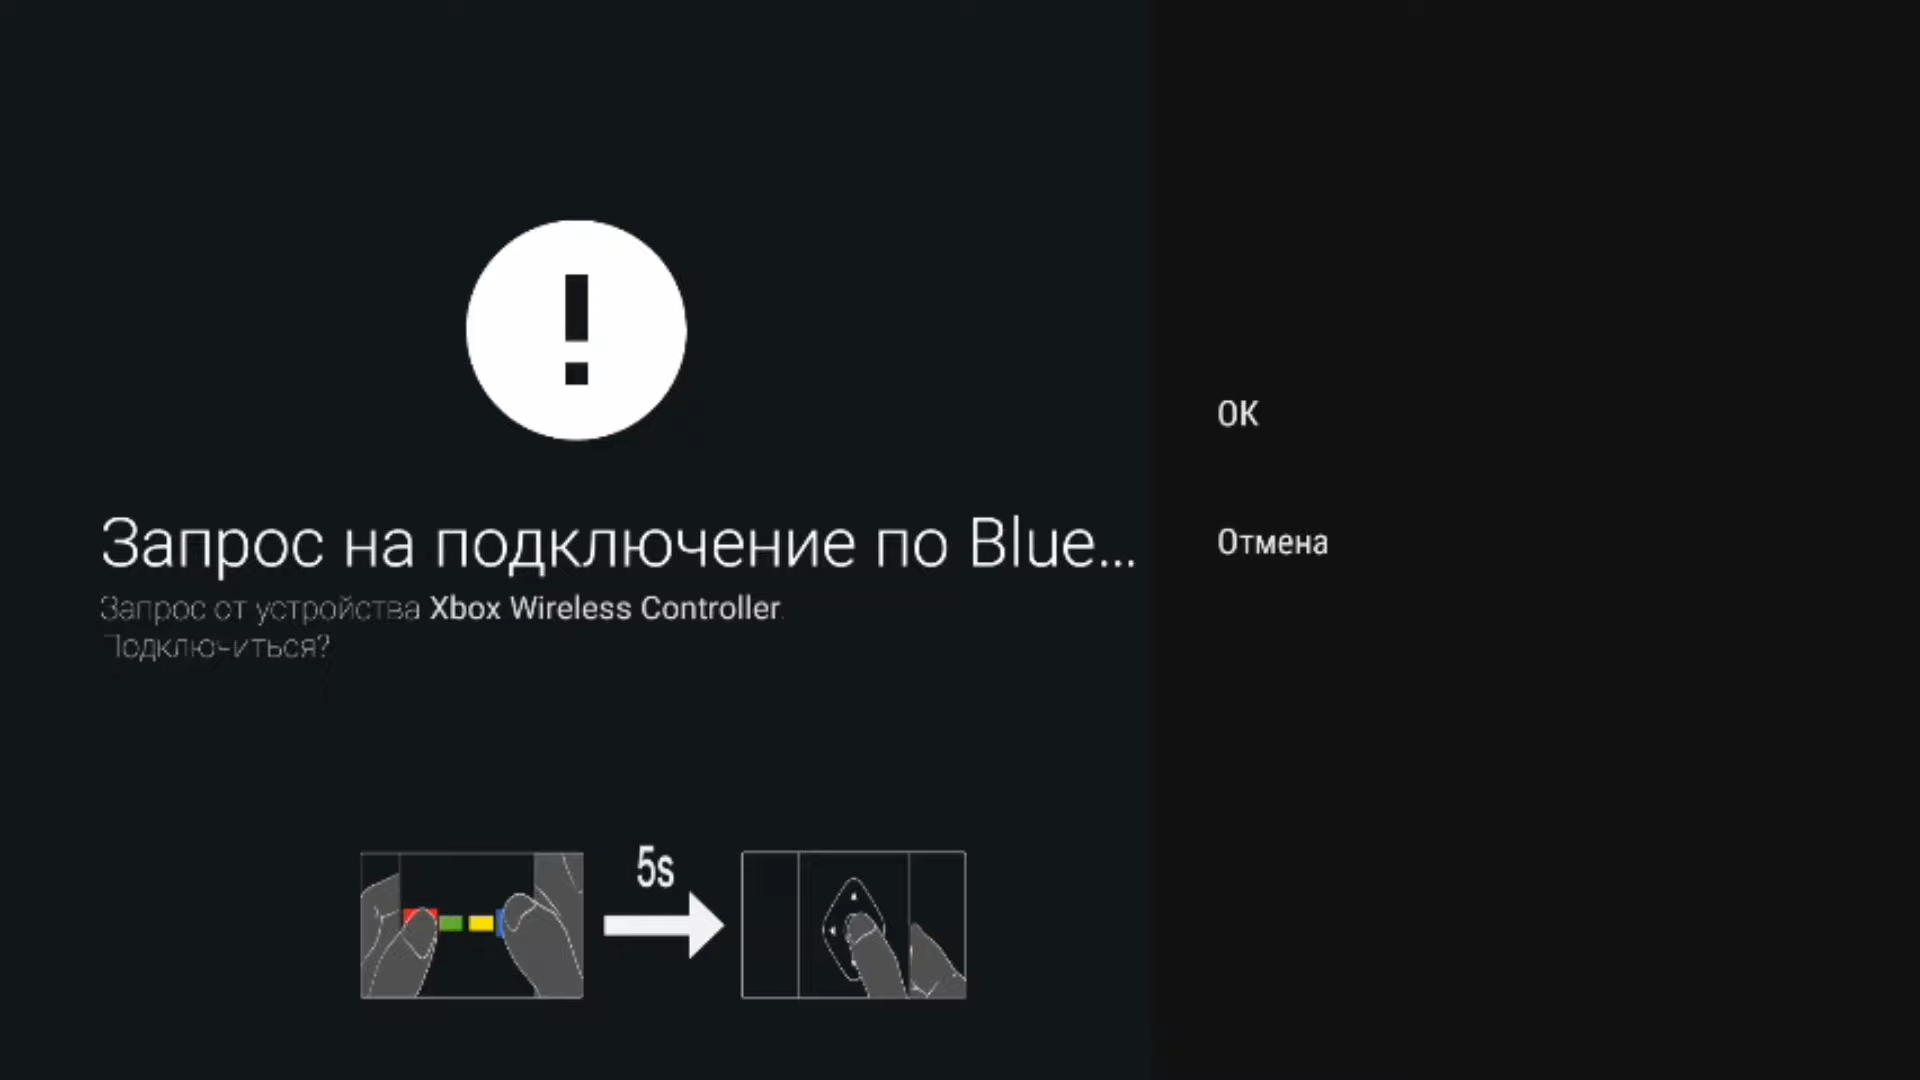 Запрос на подключение по Blue...
Запрос от устройства Xbox Wireless Controller.
Подключиться?
OK
Отмена
5s